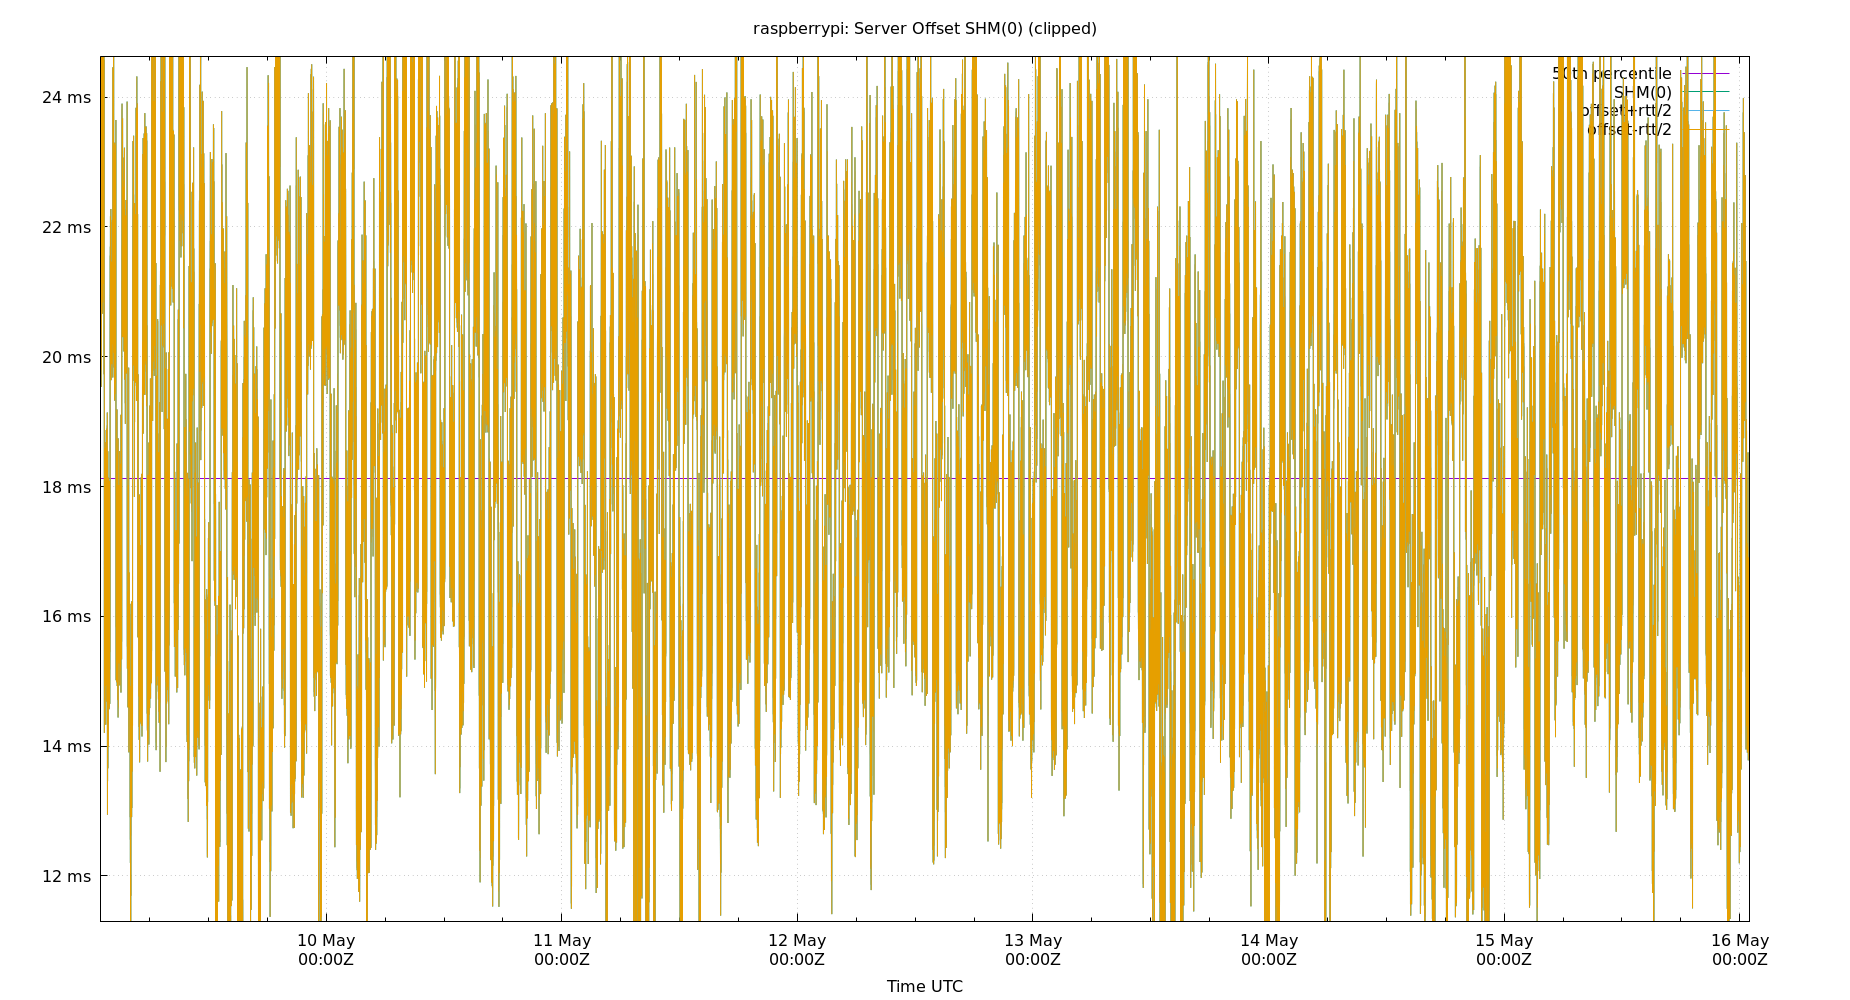 raspberrypi: Server Offset SHM(0) (clipped)
50th percentile
SHM(0)
offset+rtt/2
offset-rtt/2
24 ms
22 ms
20 ms
18 ms
16 ms
14 ms
12 ms
10 May 11 May 12 May 13 May 14 May 15 May 16 May
00:00Z 00:00Z 00:00Z 00:00Z 00:00Z 00:00Z 00:00Z
Time UTC